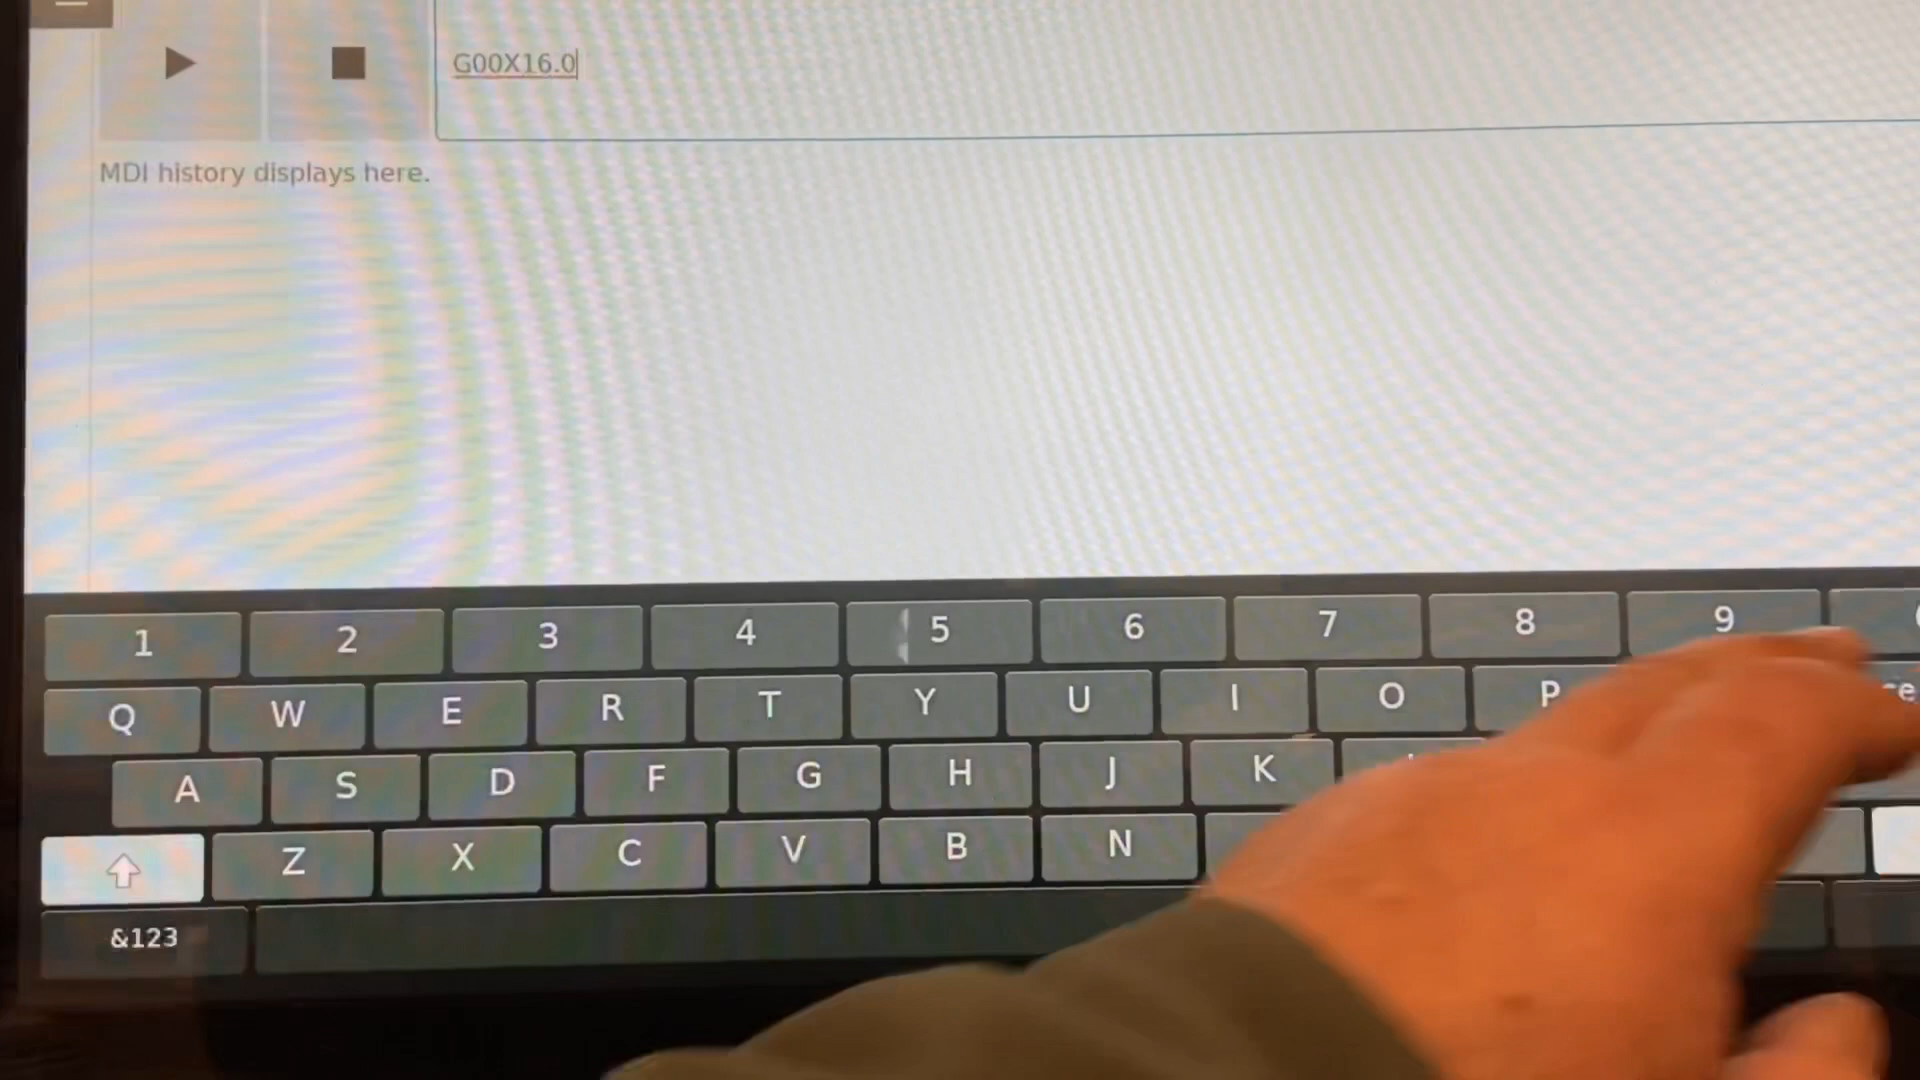 G00X16.0
MDI history displays here.
1 2 3 4 5 6 7 8 9
Q W E R T Y U I O P
A S D F G H J K
Z X C V B N
&123